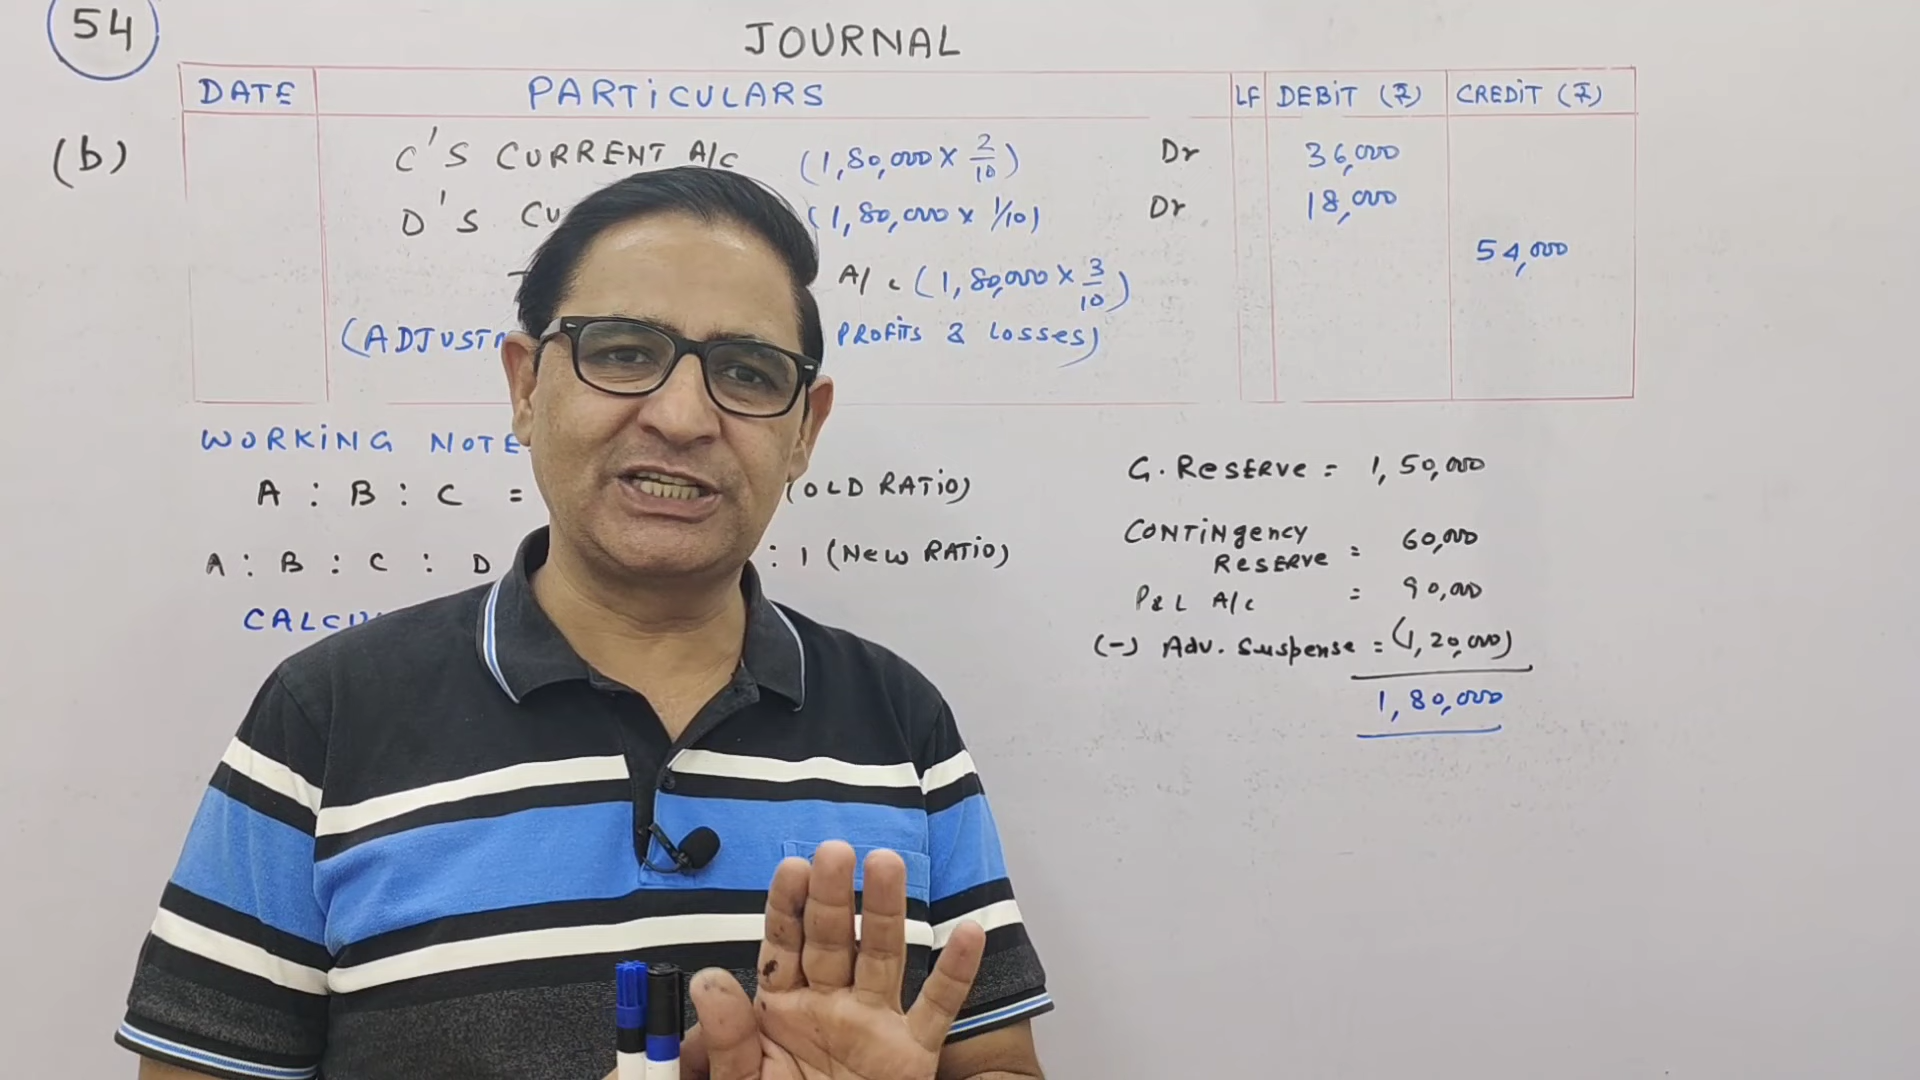 54
JOURNAL
DATE PARTiCULARS LF DEBiT (₹) CREDiT (₹)
(b) C'S CURRENT A/C (1,80,000 × 2/10) Dr 36,000
D'S (1,80,000 × 1/10) Dr 18,000
A/c (1,80,000 × 3/10) 54,000
PROFiTS & LOSSES)
WORKiNG NOTE
A : B : C = (OLD RATiO)
A : B : C : D : 1 (NEW RATiO)
G. RESERVE = 1,50,000
CONTiNgENCY
RESERVE = 60,000
P&L A/c = 90,000
(-) Adv. Suspense = (1,20,000)
1,80,000